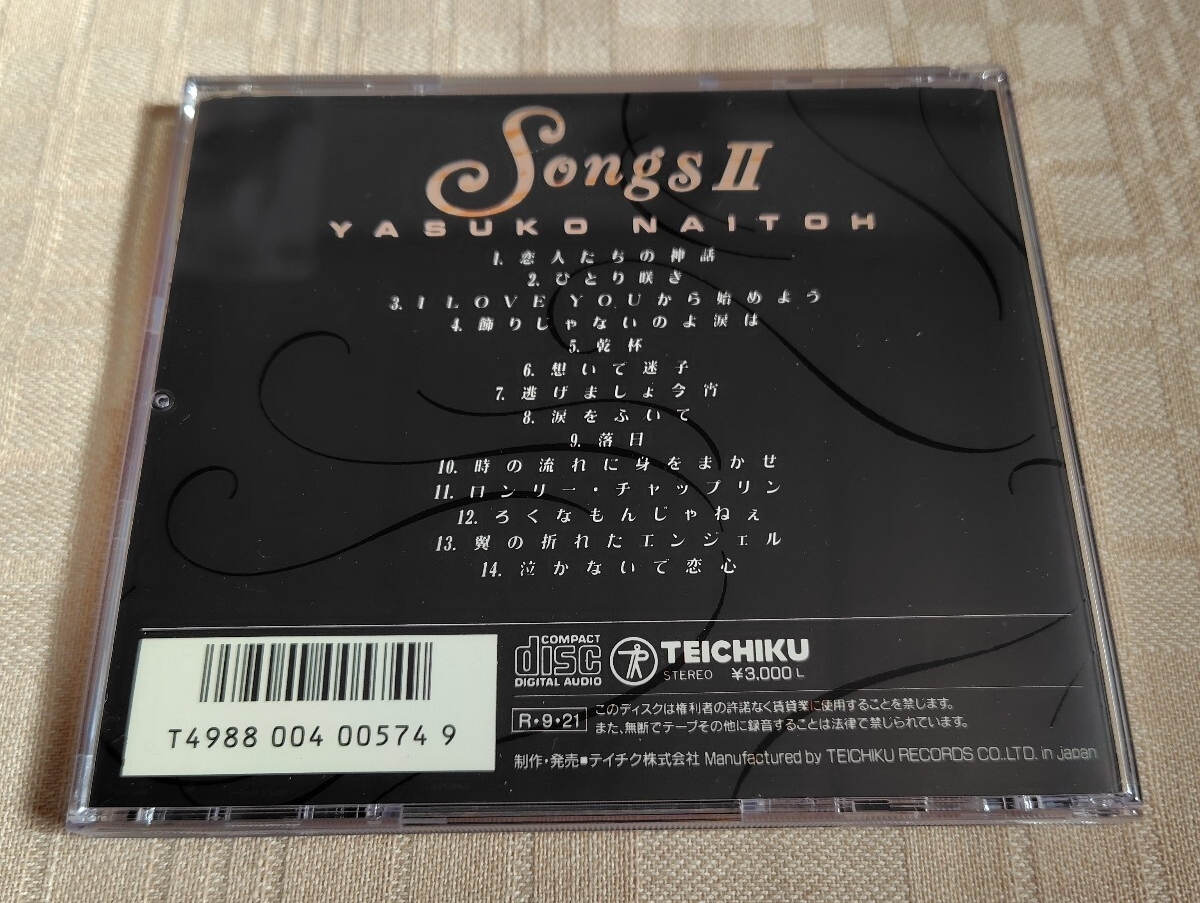 Songs II
YASUKO NAITOH
1. 恋人たちの神話
2. ひとり咲き
3. I LOVE YOUから始めよう
4. 飾りじゃないのよ涙は
5. 乾杯
6. 想いで迷子
7. 逃げましょ今宵
8. 涙をふいて
9. 落日
10. 時の流れに身をまかせ
11. ロンリー・チャップリン
12. ろくなもんじゃねぇ
13. 翼の折れたエンジェル
14. 泣かないで恋心
T4988 004 00574 9
COMPACT
disc
DIGITAL AUDIO
TEICHIKU
STEREO ¥3,000 L
R・9・21
このディスクは権利者の許諾なく賃貸業に使用することを禁じます。
また、無断でテープその他に録音することは法律で禁じられています。
制作・発売■テイチク株式会社 Manufactured by TEICHIKU RECORDS CO.,LTD. in Japan